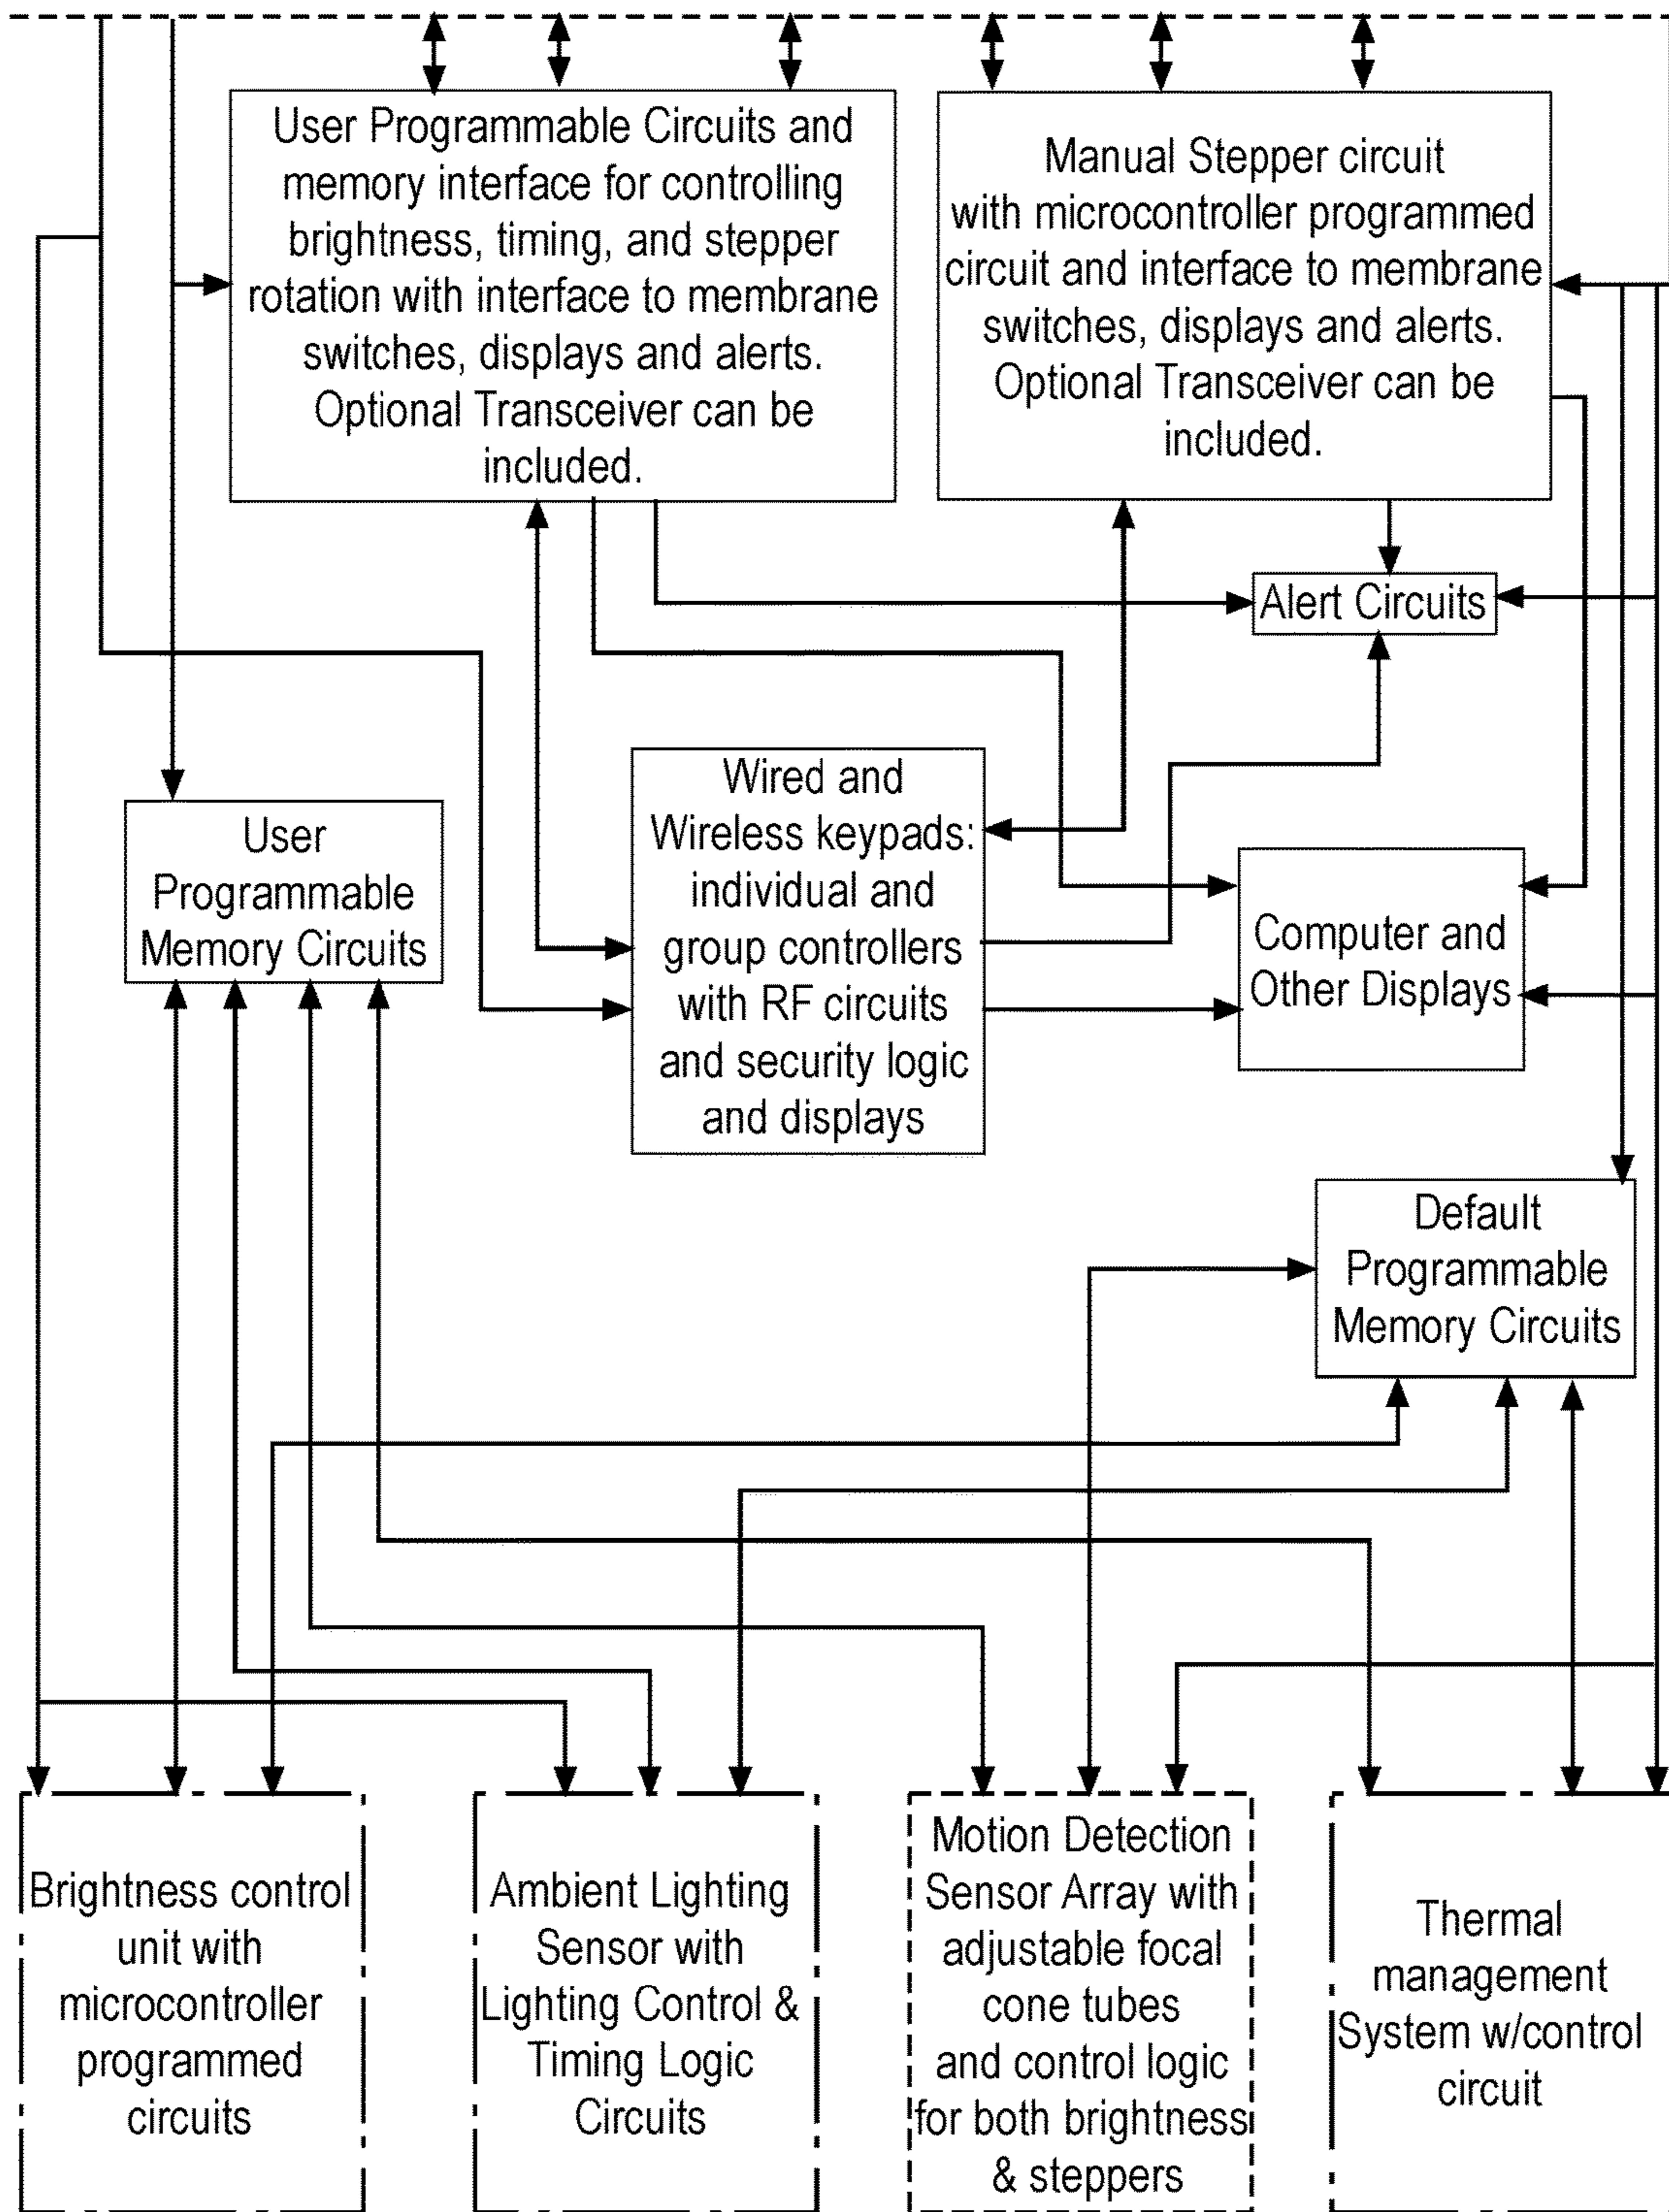 User Programmable Circuits and
memory interface for controlling
brightness, timing, and stepper
rotation with interface to membrane
switches, displays and alerts.
Optional Transceiver can be
included.
Manual Stepper circuit
with microcontroller programmed
circuit and interface to membrane
switches, displays and alerts.
Optional Transceiver can be
included.
Alert Circuits
User
Programmable
Memory Circuits
Wired and
Wireless keypads:
individual and
group controllers
with RF circuits
and security logic
and displays
Computer and
Other Displays
Default
Programmable
Memory Circuits
Brightness control
unit with
microcontroller
programmed
circuits
Ambient Lighting
Sensor with
Lighting Control &
Timing Logic
Circuits
Motion Detection
Sensor Array with
adjustable focal
cone tubes
and control logic
for both brightness
& steppers
Thermal
management
System w/control
circuit